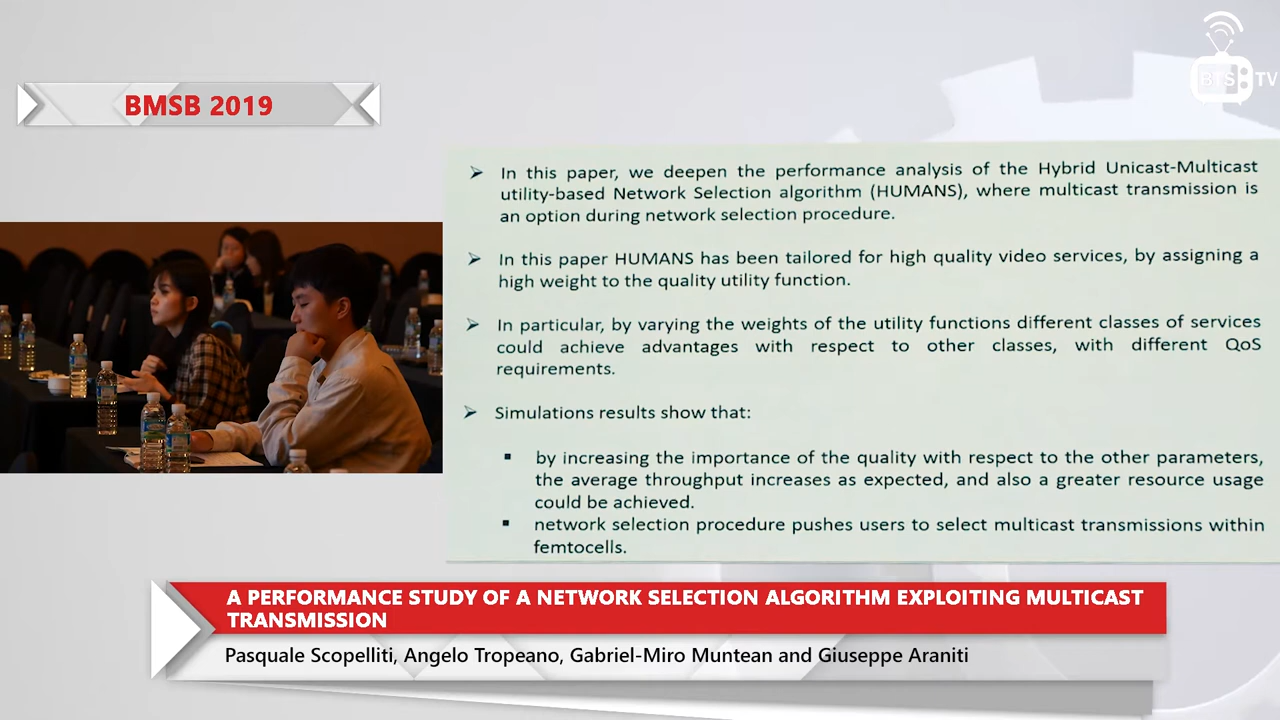 BTS TV
BMSB 2019
In this paper, we deepen the performance analysis of the Hybrid Unicast-Multicast
utility-based Network Selection algorithm (HUMANS), where multicast transmission is
an option during network selection procedure.
In this paper HUMANS has been tailored for high quality video services, by assigning a
high weight to the quality utility function.
In particular, by varying the weights of the utility functions different classes of services
could achieve advantages with respect to other classes, with different QoS
requirements.
Simulations results show that:
by increasing the importance of the quality with respect to the other parameters,
the average throughput increases as expected, and also a greater resource usage
could be achieved.
network selection procedure pushes users to select multicast transmissions within
femtocells.
A PERFORMANCE STUDY OF A NETWORK SELECTION ALGORITHM EXPLOITING MULTICAST
TRANSMISSION
Pasquale Scopelliti, Angelo Tropeano, Gabriel-Miro Muntean and Giuseppe Araniti